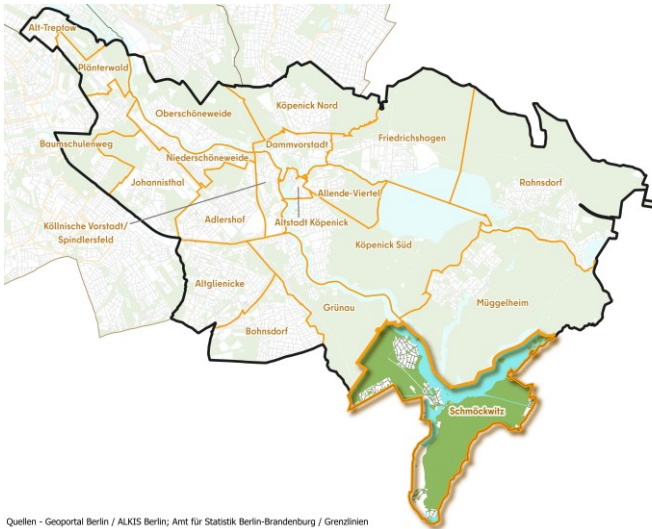 Alt-Treptow
Plänterwald
Oberschöneweide
Köpenick Nord
Dammvorstadt
Friedrichshagen
Baumschulenweg
Niederschöneweide
Rahnsdorf
Johannisthal
Allende-Viertel
Adlershof
Altstadt Köpenick
Köllnische Vorstadt/
Spindlersfeld
Köpenick Süd
Altglienicke
Grünau
Müggelheim
Bohnsdorf
Schmöckwitz
Quellen - Geoportal Berlin / ALKIS Berlin; Amt für Statistik Berlin-Brandenburg / Grenzlinien